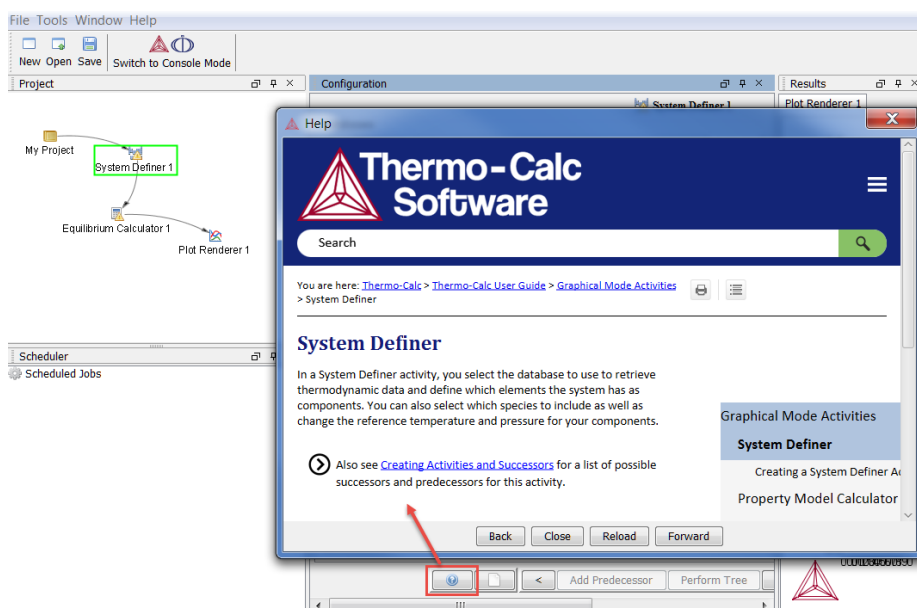 File Tools Window Help
New Open Save Switch to Console Mode
Project
Configuration
Results
System Definer 1
Plot Renderer 1
My Project
System Definer 1
Equilibrium Calculator 1
Plot Renderer 1
Scheduler
Scheduled Jobs
Help
Thermo-Calc
Software
Search
You are here: Thermo-Calc > Thermo-Calc User Guide > Graphical Mode Activities
> System Definer
System Definer
In a System Definer activity, you select the database to use to retrieve
thermodynamic data and define which elements the system has as
components. You can also select which species to include as well as
change the reference temperature and pressure for your components.
Also see Creating Activities and Successors for a list of possible
successors and predecessors for this activity.
Graphical Mode Activities
System Definer
Creating a System Definer
Property Model Calculator
Back Close Reload Forward
< Add Predecessor Perform Tree